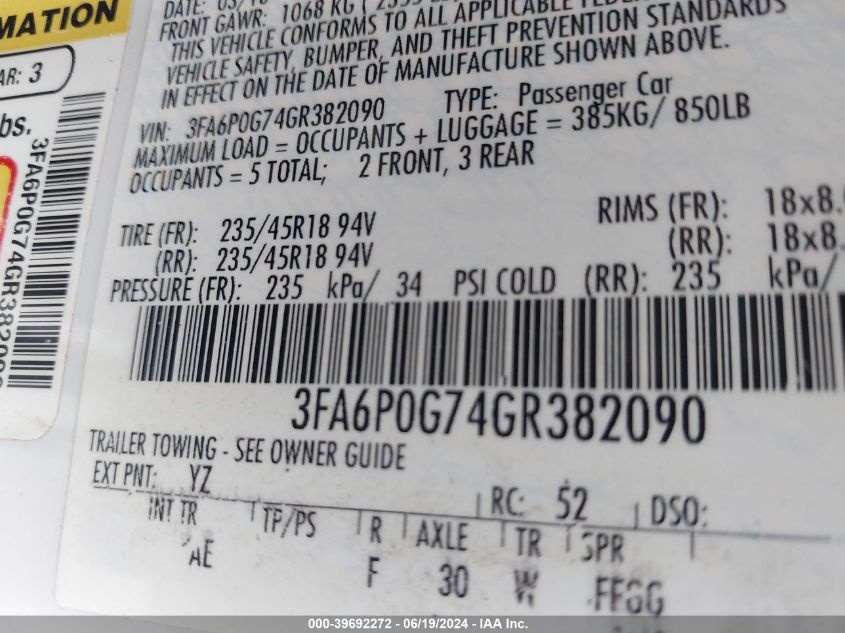 MATION
AR: 3
bs.
3FA6P0G74GR38209
FRONT GAWR: 1068 KG
THIS VEHICLE CONFORMS TO ALL APPLICABLE
VEHICLE SAFETY, BUMPER, AND THEFT PREVENTION STANDARDS
IN EFFECT ON THE DATE OF MANUFACTURE SHOWN ABOVE.
VIN: 3FA6P0G74GR382090 TYPE: Passenger Car
MAXIMUM LOAD = OCCUPANTS + LUGGAGE = 385KG/ 850LB
OCCUPANTS = 5 TOTAL; 2 FRONT, 3 REAR
TIRE (FR): 235/45R18 94V RIMS (FR): 18x8.
(RR): 235/45R18 94V (RR): 18x8.
PRESSURE (FR): 235 kPa/ 34 PSI COLD (RR): 235 kPa/
3FA6P0G74GR382090
TRAILER TOWING - SEE OWNER GUIDE
EXT PNT: YZ RC: 52 DSO:
INT TR TP/PS R AXLE TR SPR
AE F 30 W FFGG
000-39692272 - 06/19/2024 - IAA Inc.